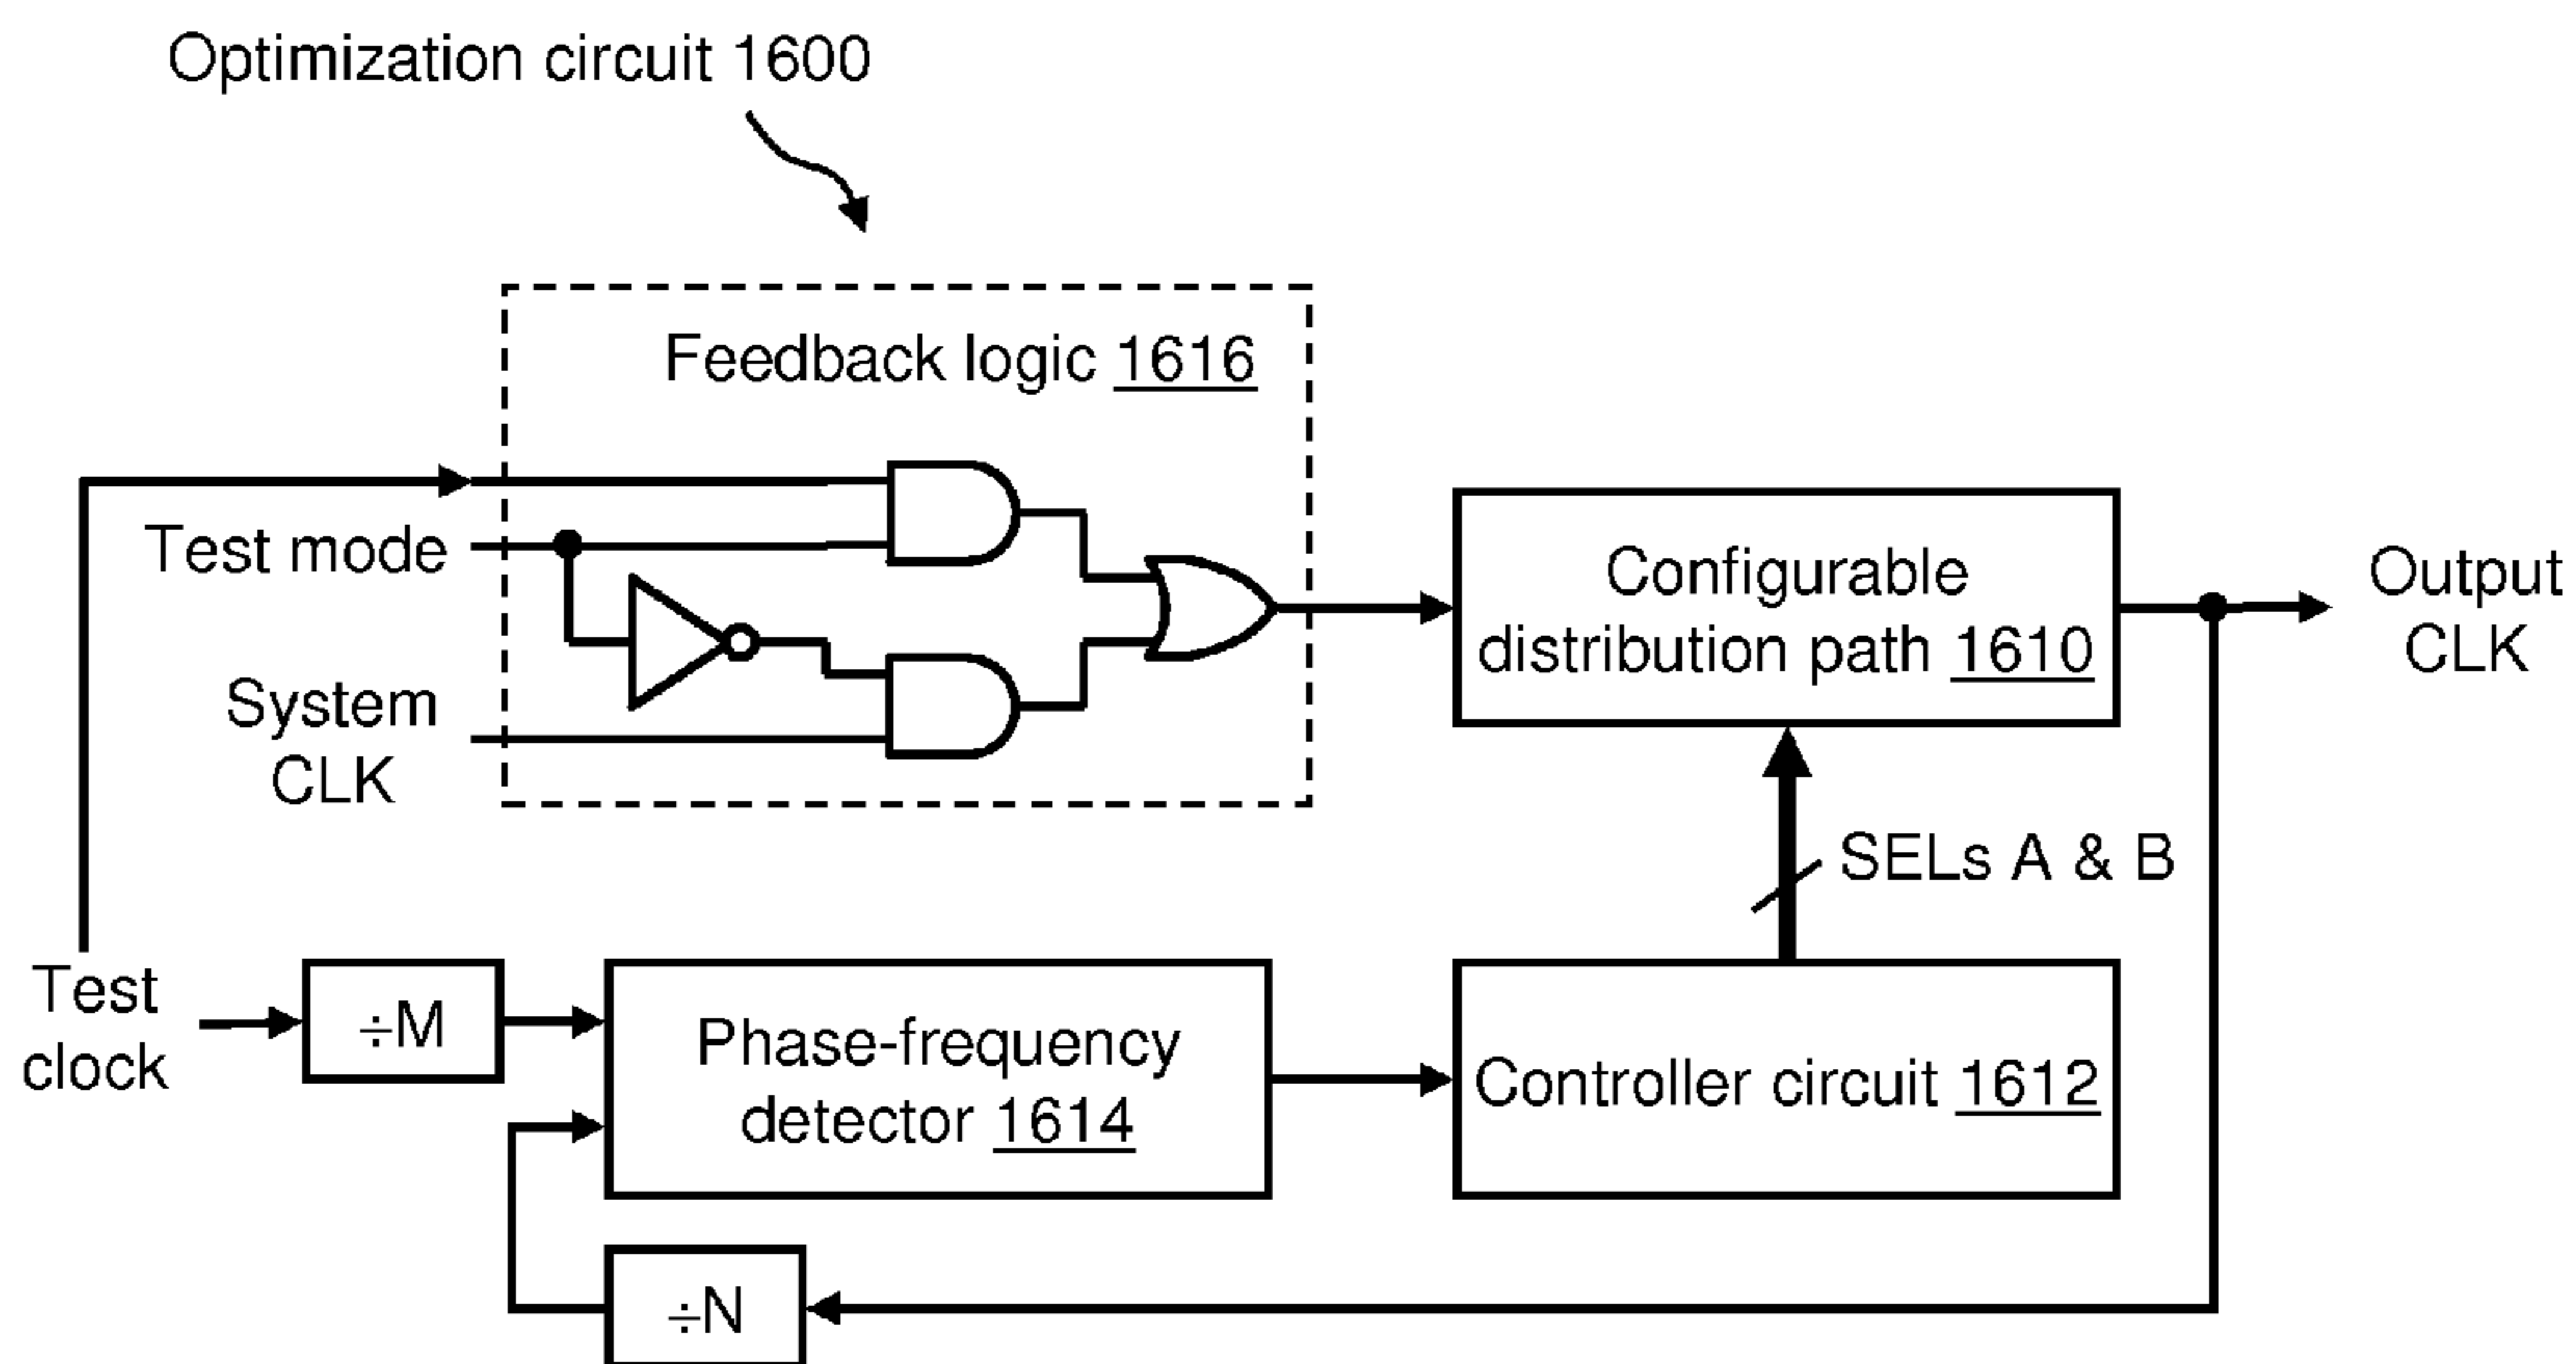 Optimization circuit 1600
Feedback logic 1616
Test mode
System
CLK
Configurable
distribution path 1610
Output
CLK
SELs A & B
Test
clock
÷M
Phase-frequency
detector 1614
Controller circuit 1612
÷N